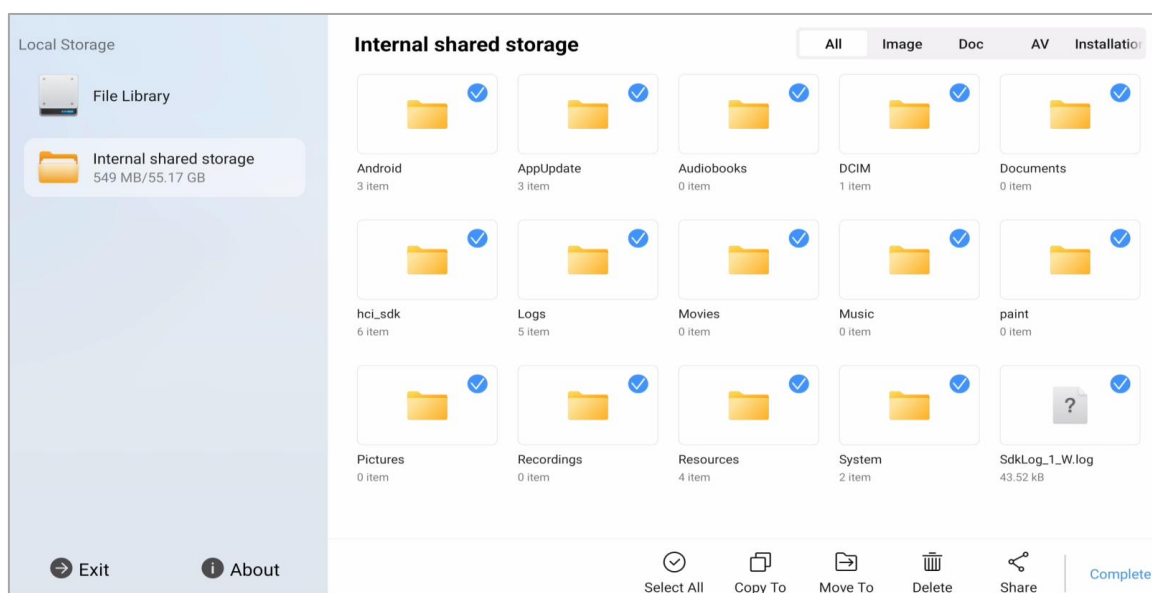 Local Storage
File Library
Internal shared storage
549 MB/55.17 GB
Exit
About
Internal shared storage
All Image Doc AV Installation
Android
3 item
AppUpdate
3 item
Audiobooks
0 item
DCIM
1 item
Documents
0 item
hci_sdk
6 item
Logs
5 item
Movies
0 item
Music
0 item
paint
0 item
Pictures
0 item
Recordings
0 item
Resources
4 item
System
2 item
?
SdkLog_1_W.log
43.52 kB
Select All
Copy To
Move To
Delete
Share
Complete